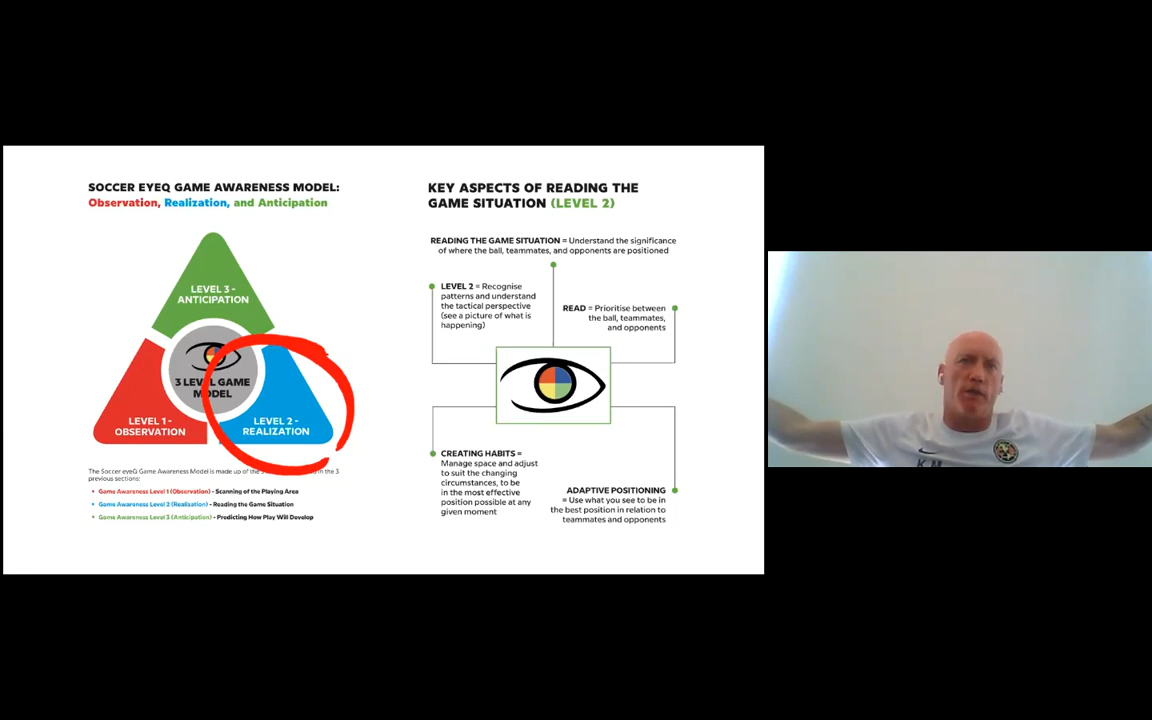 SOCCER EYEQ GAME AWARENESS MODEL:
Observation, Realization, and Anticipation
LEVEL 3 -
ANTICIPATION
3 LEVEL GAME
MODEL
LEVEL 1 -
OBSERVATION
LEVEL 2 -
REALIZATION
The Soccer eyeQ Game Awareness Model is made up of the 3 in the 3
previous sections:
• Game Awareness Level 1 (Observation) - Scanning of the Playing Area
• Game Awareness Level 2 (Realisation) - Reading the Game Situation
• Game Awareness Level 3 (Anticipation) - Predicting How Play Will Develop
KEY ASPECTS OF READING THE
GAME SITUATION (LEVEL 2)
READING THE GAME SITUATION = Understand the significance
of where the ball, teammates, and opponents are positioned
LEVEL 2 = Recognise
patterns and understand
the tactical perspective
(see a picture of what is
happening)
READ = Prioritise between
the ball, teammates,
and opponents
CREATING HABITS =
Manage space and adjust
to suit the changing
circumstances, to be
in the most effective
position possible at any
given moment
ADAPTIVE POSITIONING
= Use what you see to be in
the best position in relation to
teammates and opponents
K M